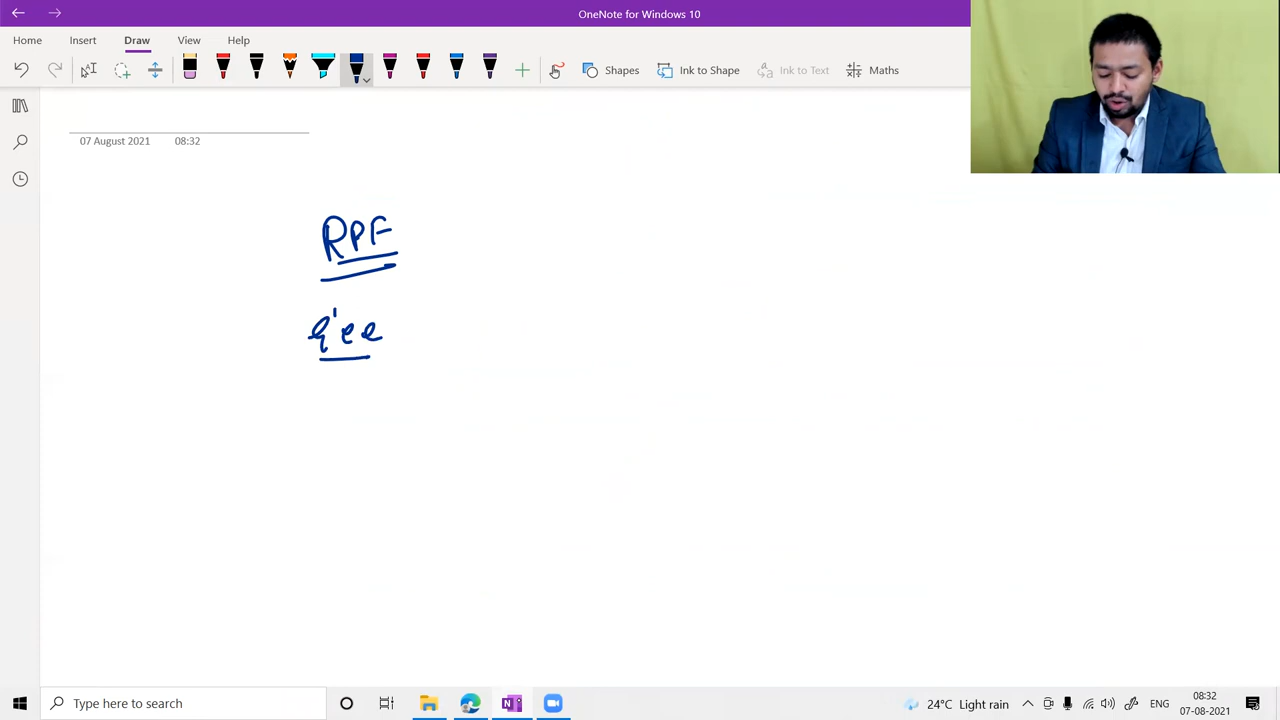 OneNote for Windows 10
Home Insert Draw View Help
Shapes Ink to Shape Ink to Text Maths
07 August 2021 08:32
RPF
q'ee
Type here to search
24°C Light rain ENG 08:32
07-08-2021